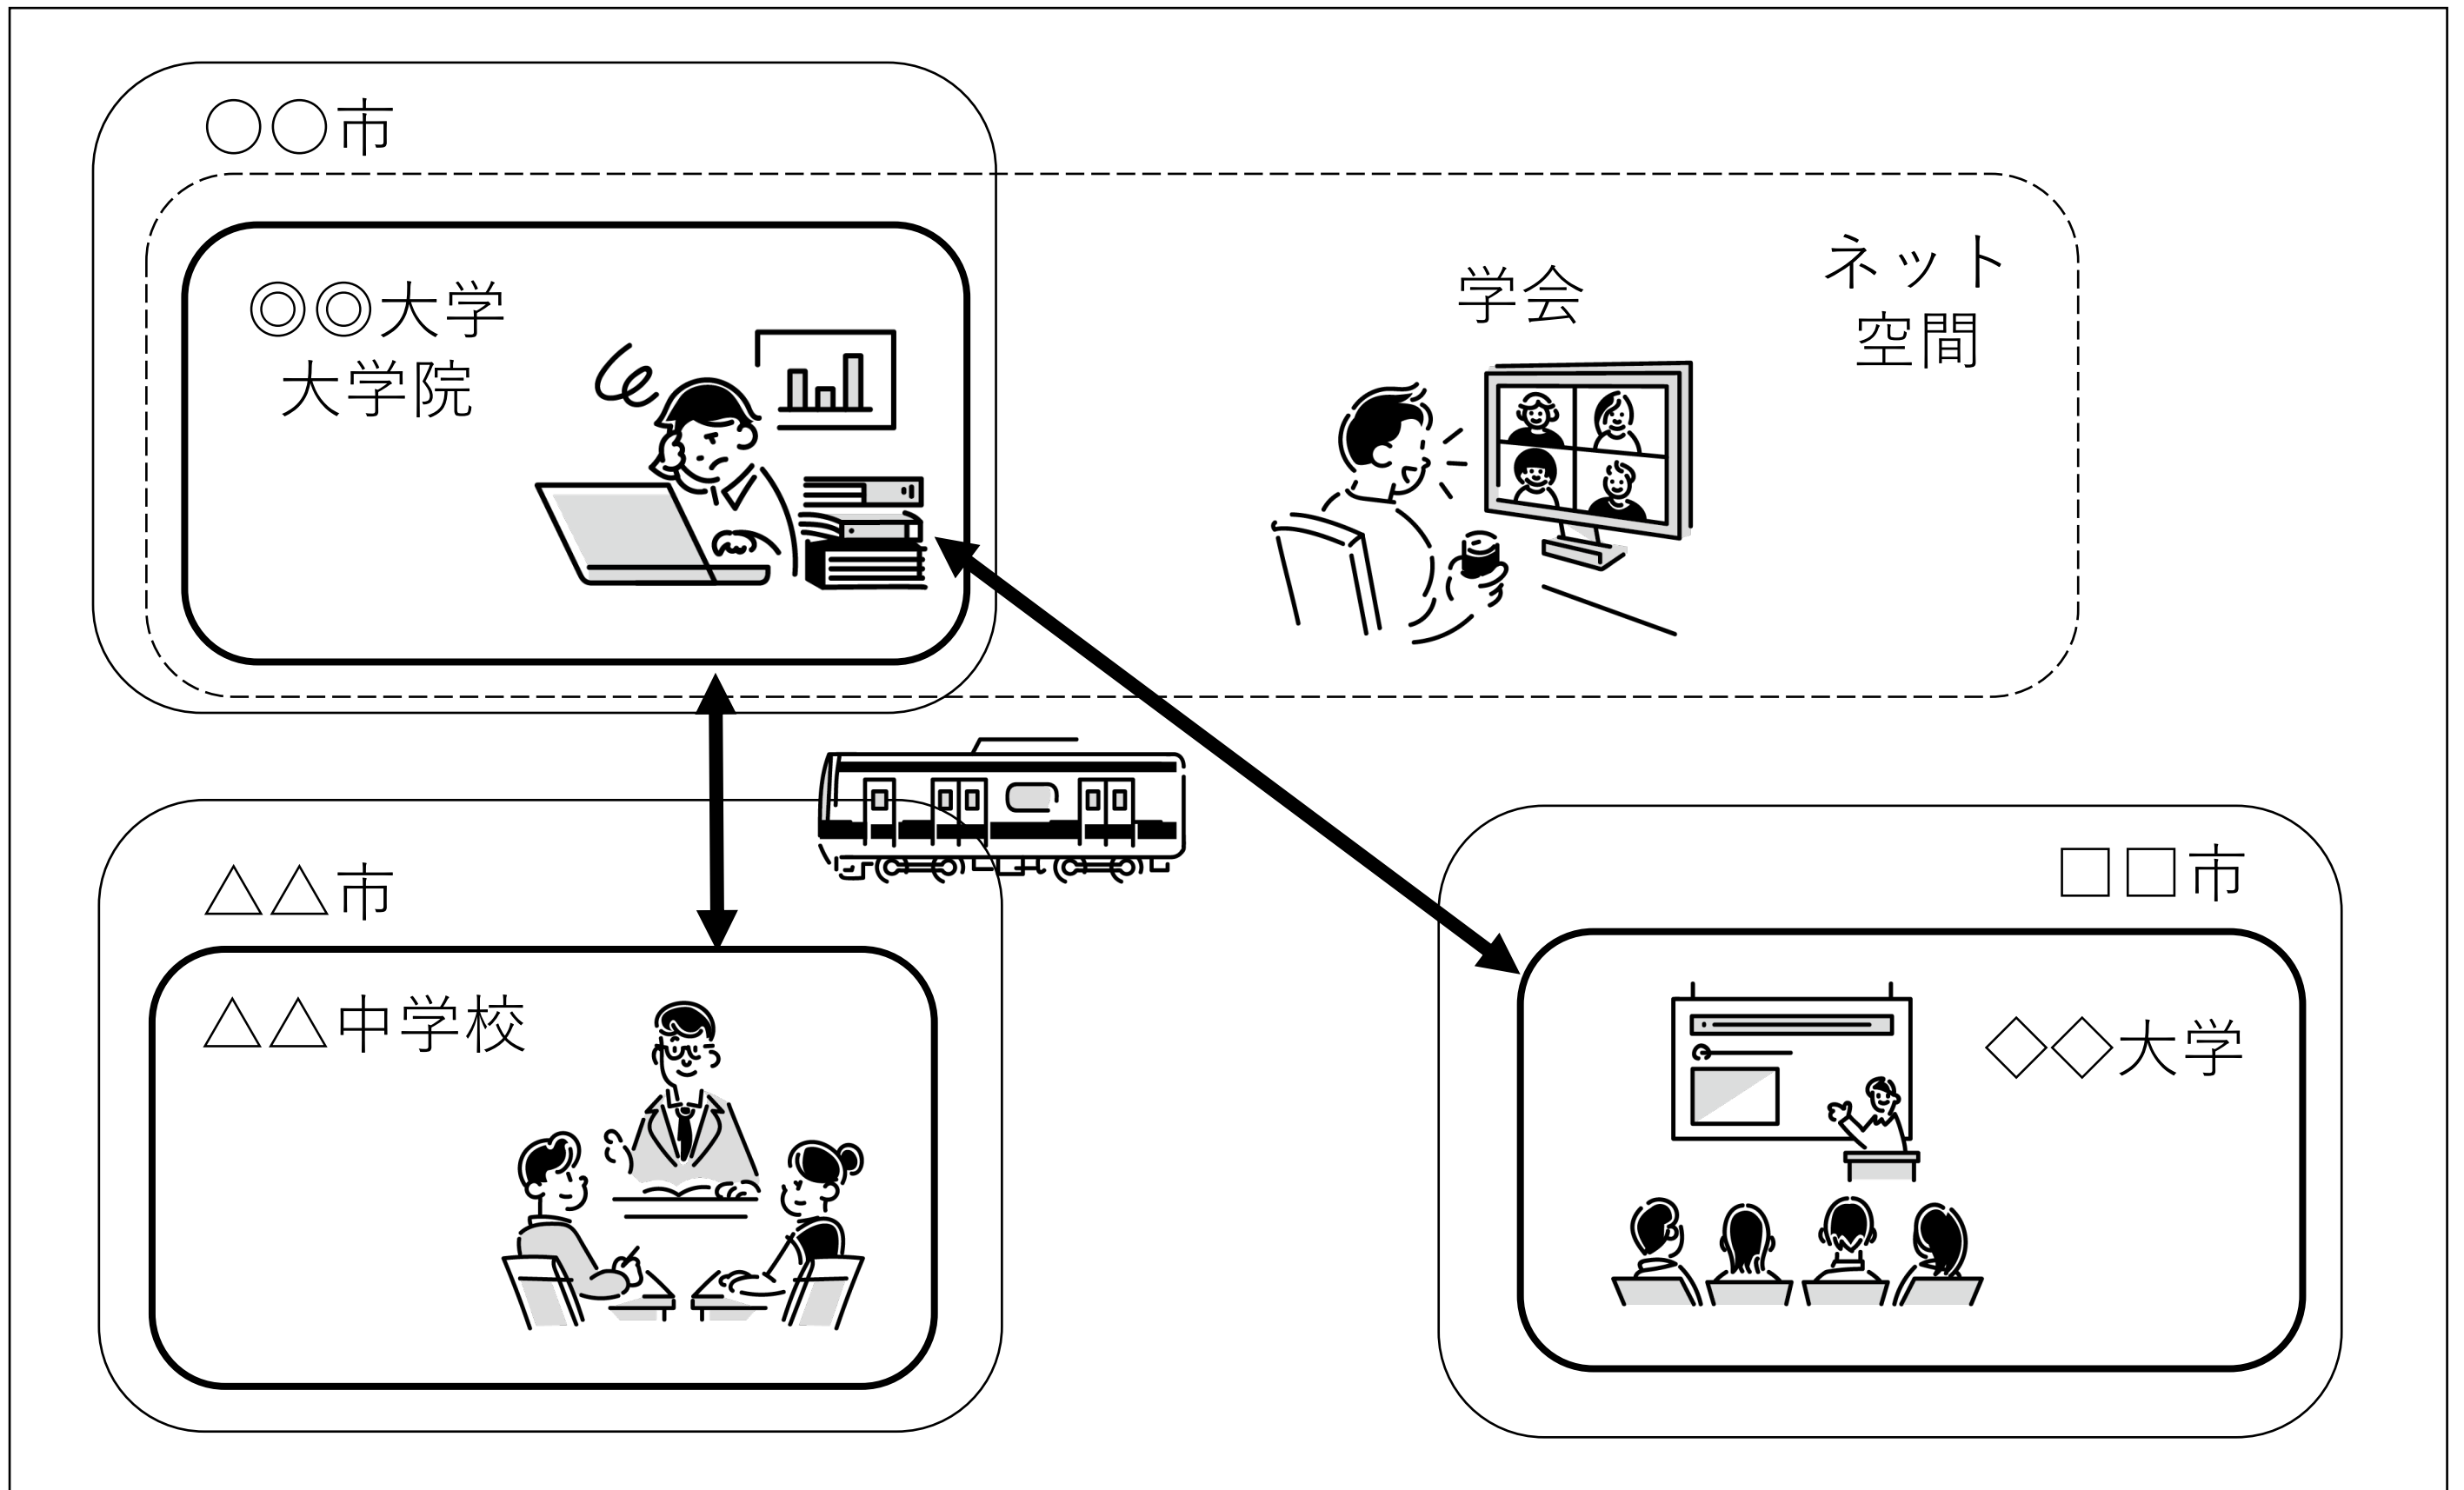 ○○市
◎◎大学
大学院
学会
ネット
空間
△△市
△△中学校
□□市
◇◇大学